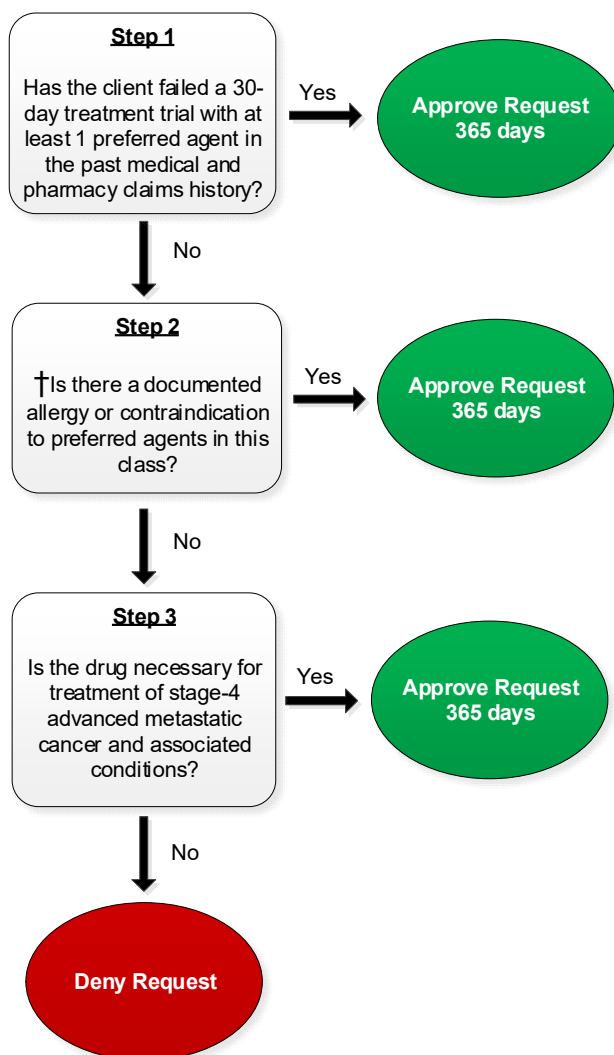 Step 1
Has the client failed a 30-
day treatment trial with at
least 1 preferred agent in
the past medical and
pharmacy claims history?
Yes
Approve Request
365 days
No
Step 2
†Is there a documented
allergy or contraindication
to preferred agents in this
class?
Yes
Approve Request
365 days
No
Step 3
Is the drug necessary for
treatment of stage-4
advanced metastatic
cancer and associated
conditions?
Yes
Approve Request
365 days
No
Deny Request